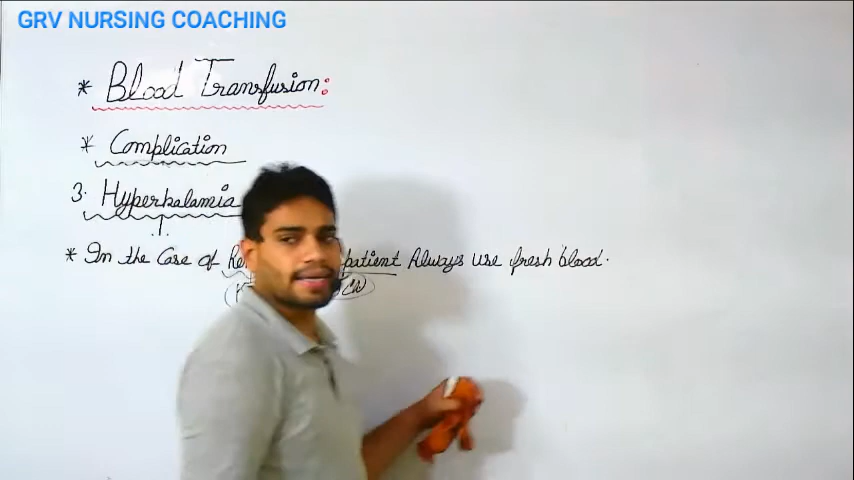 GRV NURSING COACHING
* Blood Transfusion:
* Complication
3. Hyperkalamia
* In the Case of patient Always use fresh blood.